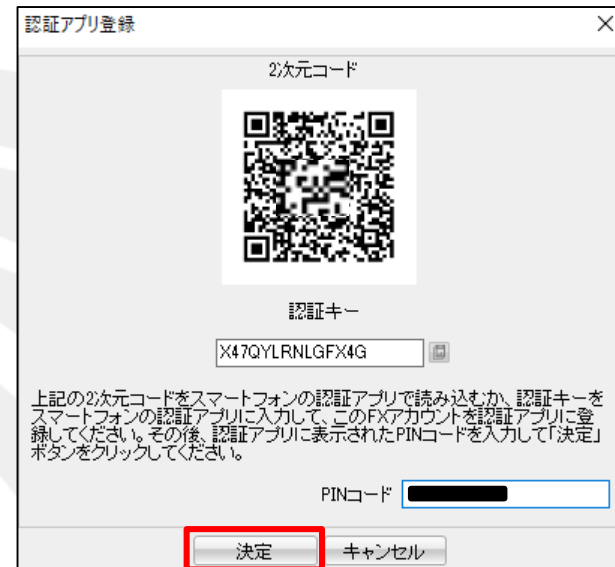 認証アプリ登録
2次元コード
認証キー
X47QYLRNLGFX4G
上記の2次元コードをスマートフォンの認証アプリで読み込むか、認証キーを
スマートフォンの認証アプリに入力して、このFXアカウントを認証アプリに登
録してください。その後、認証アプリに表示されたPINコードを入力して「決定」
ボタンをクリックしてください。
PINコード
決定 キャンセル